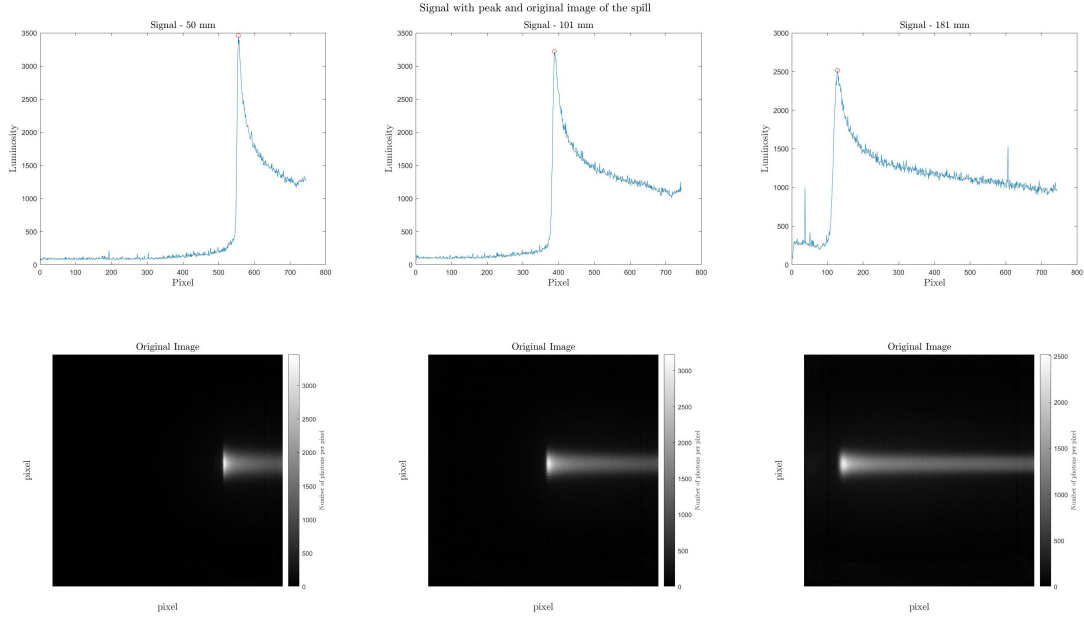 Signal with peak and original image of the spill
Signal - 50 mm
Luminosity
3500
3000
2500
2000
1500
1000
500
0
0 100 200 300 400 500 600 700 800
Pixel
Signal - 101 mm
Luminosity
3500
3000
2500
2000
1500
1000
500
0
0 100 200 300 400 500 600 700 800
Pixel
Signal - 181 mm
Luminosity
3000
2500
2000
1500
1000
500
0
0 100 200 300 400 500 600 700 800
Pixel
Original Image
pixel
pixel
3000
2500
2000
1500
1000
500
0
Number of photons per pixel
Original Image
pixel
pixel
3000
2500
2000
1500
1000
500
0
Number of photons per pixel
Original Image
pixel
pixel
2500
2000
1500
1000
500
0
Number of photons per pixel